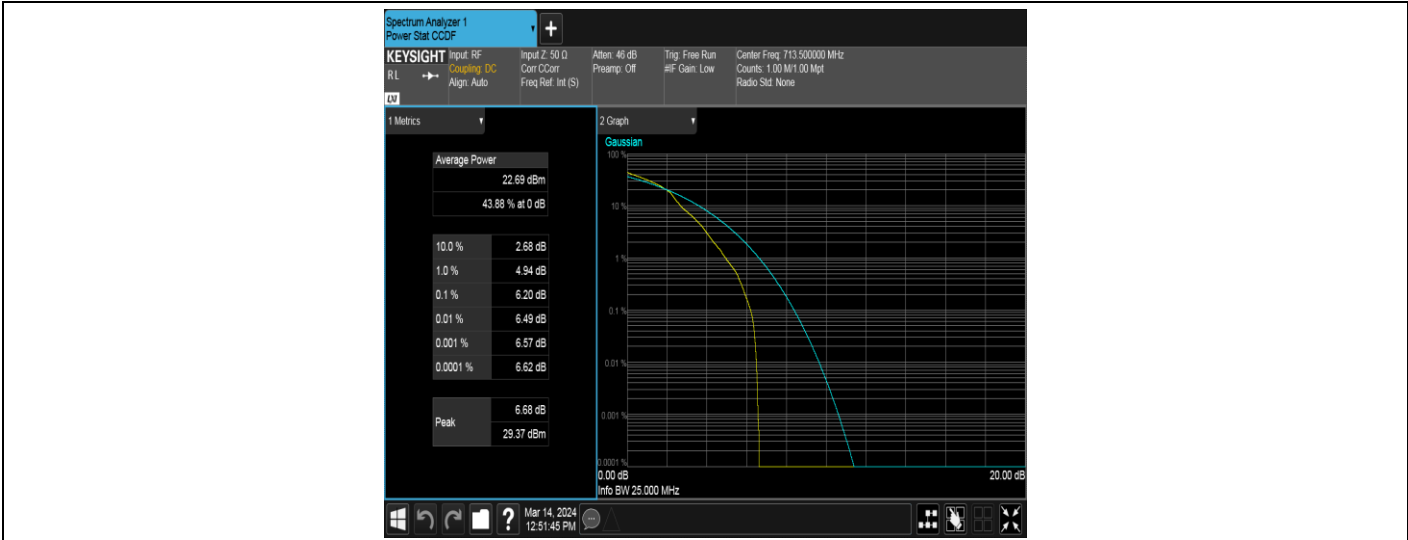 Spectrum Analyzer 1
Power Stat CCDF
+
KEYSIGHT
RL
LXI
Input: RF
Coupling: DC
Align: Auto
Input Z: 50 Ω
Corr CCorr
Freq Ref: Int (S)
Atten: 46 dB
Preamp: Off
Trig: Free Run
#IF Gain: Low
Center Freq: 713.500000 MHz
Counts: 1.00 M/1.00 Mpt
Radio Std: None
1 Metrics
Average Power
22.69 dBm
43.88 % at 0 dB
10.0 % 2.68 dB
1.0 % 4.94 dB
0.1 % 6.20 dB
0.01 % 6.49 dB
0.001 % 6.57 dB
0.0001 % 6.62 dB
Peak
6.68 dB
29.37 dBm
2 Graph
Gaussian
100 %
10 %
1 %
0.1 %
0.01 %
0.001 %
0.0001 %
0.00 dB
20.00 dB
Info BW 25.000 MHz
?
Mar 14, 2024
12:51:45 PM